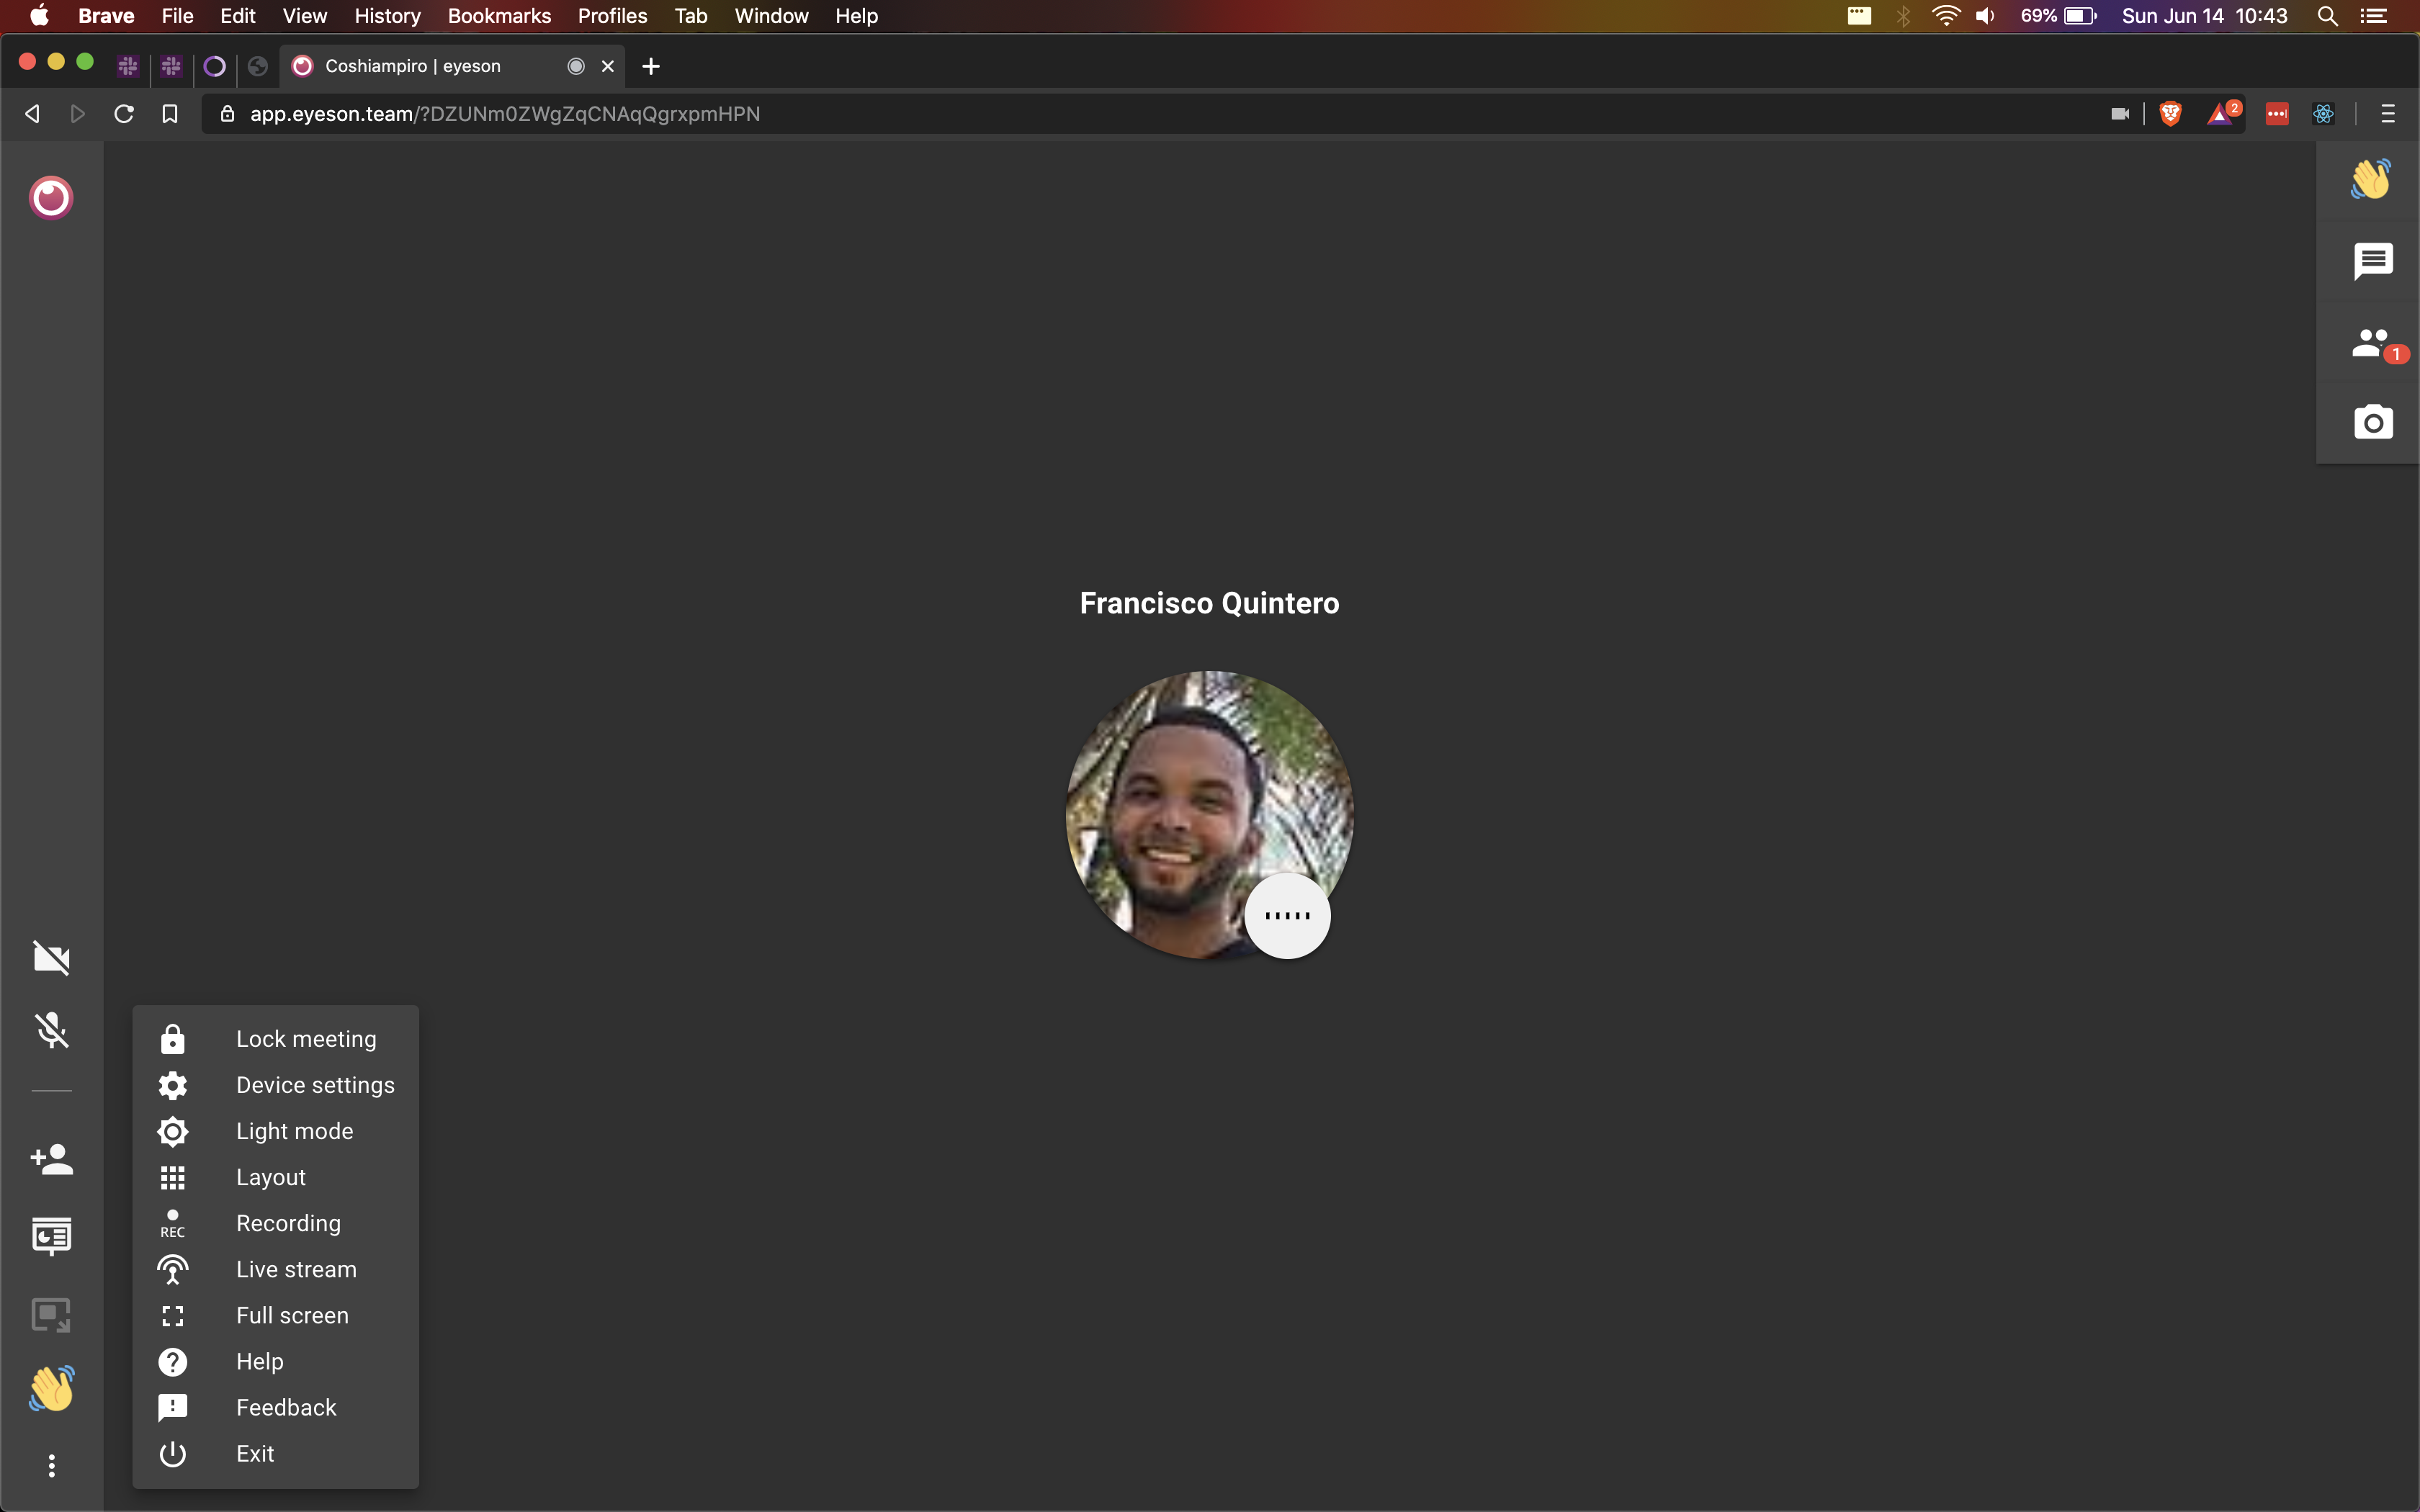 Brave File Edit View History Bookmarks Profiles Tab Window Help 69% Sun Jun 14 10:43
Coshiampiro | eyeson
app.eyeson.team/?DZUNm0ZWgZqCNAqQgrxpmHPN 2
1
Francisco Quintero
Lock meeting
Device settings
Light mode
Layout
REC Recording
Live stream
Full screen
Help
Feedback
Exit